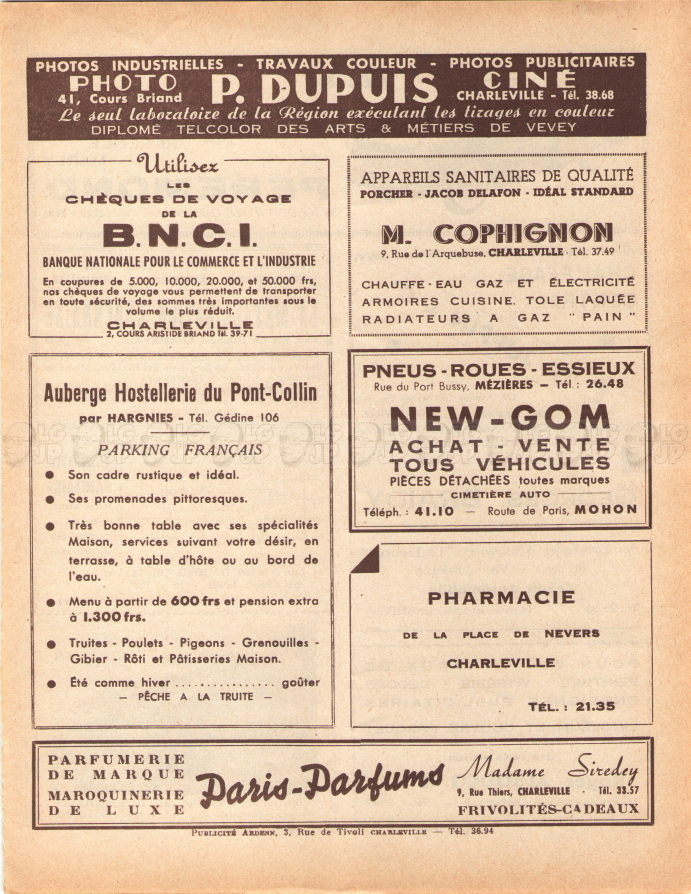 PHOTOS INDUSTRIELLES - TRAVAUX COULEUR - PHOTOS PUBLICITAIRES
PHOTO P. DUPUIS CINÉ
41, Cours Briand CHARLEVILLE - Tél. 38.68
Le seul laboratoire de la Région exécutant les tirages en couleur
DIPLOMÉ TELCOLOR DES ARTS & MÉTIERS DE VEVEY
Utilisez
LES
CHÈQUES DE VOYAGE
DE LA
B.N.C.I.
BANQUE NATIONALE POUR LE COMMERCE ET L'INDUSTRIE
En coupures de 5.000, 10.000, 20.000, et 50.000 frs,
nos chèques de voyage vous permettent de transporter
en toute sécurité, des sommes très importantes sous le
volume le plus réduit.
CHARLEVILLE
2, COURS ARISTIDE BRIAND tél. 39-71
APPAREILS SANITAIRES DE QUALITÉ
PORCHER - JACOB DELAFON - IDÉAL STANDARD
M. COPHIGNON
9, Rue de l'Arquebuse, CHARLEVILLE - Tél. 37.49
CHAUFFE-EAU GAZ ET ÉLECTRICITÉ
ARMOIRES CUISINE, TOLE LAQUÉE
RADIATEURS A GAZ "PAIN"
Auberge Hostellerie du Pont-Collin
par HARGNIES - Tél. Gédine 106
PARKING FRANÇAIS
● Son cadre rustique et idéal.
● Ses promenades pittoresques.
● Très bonne table avec ses spécialités
Maison, services suivant votre désir, en
terrasse, à table d'hôte ou au bord de
l'eau.
● Menu à partir de 600 frs et pension extra
à 1.300 frs.
● Truites - Poulets - Pigeons - Grenouilles -
Gibier - Rôti et Pâtisseries Maison.
● Été comme hiver ................ goûter
— PÊCHE A LA TRUITE —
PNEUS - ROUES - ESSIEUX
Rue du Port Bussy, MÉZIÈRES — Tél : 26.48
NEW-GOM
ACHAT - VENTE
TOUS VÉHICULES
PIÈCES DÉTACHÉES toutes marques
CIMETIÈRE AUTO
Téléph. : 41.10 — Route de Paris, MOHON
PHARMACIE
DE LA PLACE DE NEVERS
CHARLEVILLE
TÉL. : 21.35
PARFUMERIE
DE MARQUE
MAROQUINERIE
DE LUXE
Paris-Parfums
Madame Siredey
9, Rue Thiers, CHARLEVILLE - Tél. 33.57
FRIVOLITÉS-CADEAUX
PUBLICITÉ ARDENN, 3, Rue de Tivoli CHARLEVILLE — Tél. 36.94